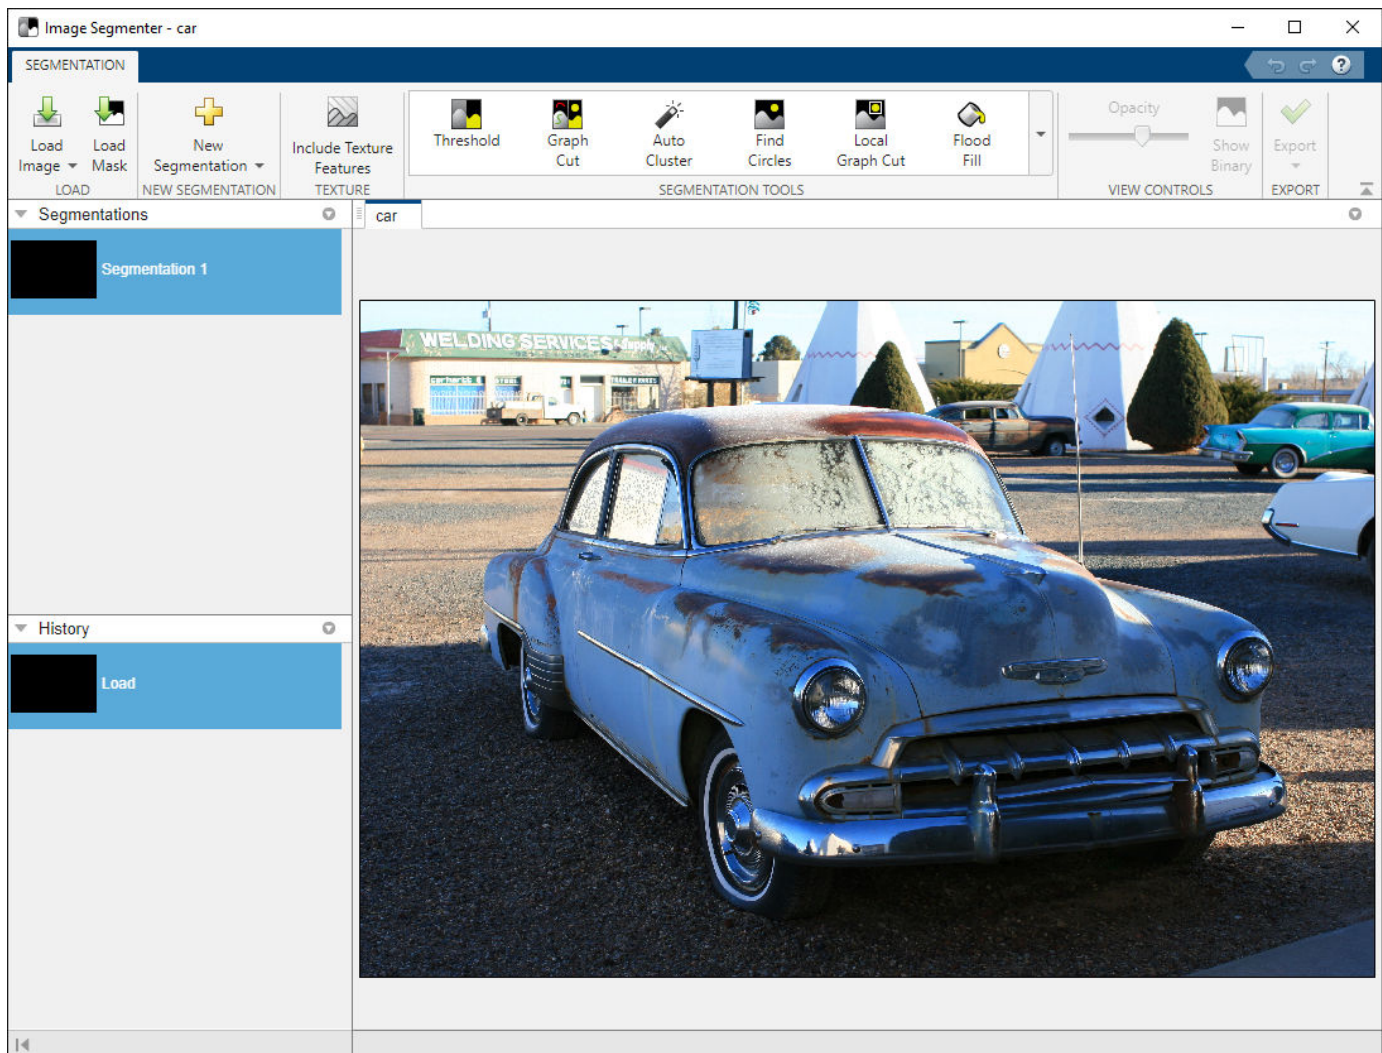 Image Segmenter - car
SEGMENTATION
Load Image
Load Mask
New Segmentation
Include Texture Features
Threshold
Graph Cut
Auto Cluster
Find Circles
Local Graph Cut
Flood Fill
Opacity
Show Binary
Export
LOAD
NEW SEGMENTATION
TEXTURE
SEGMENTATION TOOLS
VIEW CONTROLS
EXPORT
Segmentations
car
Segmentation 1
WELDING SERVICES & Supply
carhartt
History
Load